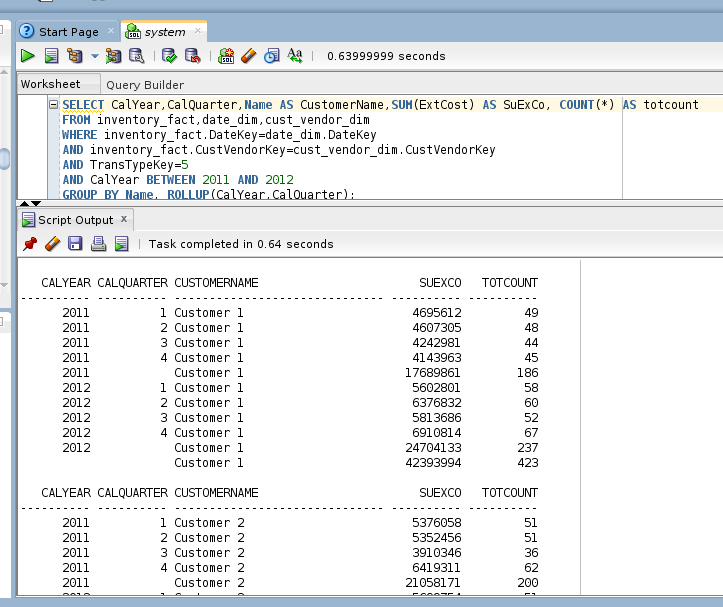 Start Page
system
0.63999999 seconds
Worksheet Query Builder
SELECT CalYear,CalQuarter,Name AS CustomerName,SUM(ExtCost) AS SuExCo, COUNT(*) AS totcount
FROM inventory_fact,date_dim,cust_vendor_dim
WHERE inventory_fact.DateKey=date_dim.DateKey
AND inventory_fact.CustVendorKey=cust_vendor_dim.CustVendorKey
AND TransTypeKey=5
AND CalYear BETWEEN 2011 AND 2012
GROUP BY Name, ROLLUP(CalYear,CalQuarter);
Script Output x
Task completed in 0.64 seconds
CALYEAR CALQUARTER CUSTOMERNAME SUEXCO TOTCOUNT
---------- ---------- ------------------------------ ---------- ----------
2011 1 Customer 1 4695612 49
2011 2 Customer 1 4607305 48
2011 3 Customer 1 4242981 44
2011 4 Customer 1 4143963 45
2011 Customer 1 17689861 186
2012 1 Customer 1 5602801 58
2012 2 Customer 1 6376832 60
2012 3 Customer 1 5813686 52
2012 4 Customer 1 6910814 67
2012 Customer 1 24704133 237
Customer 1 42393994 423
CALYEAR CALQUARTER CUSTOMERNAME SUEXCO TOTCOUNT
---------- ---------- ------------------------------ ---------- ----------
2011 1 Customer 2 5376058 51
2011 2 Customer 2 5352456 51
2011 3 Customer 2 3910346 36
2011 4 Customer 2 6419311 62
2011 Customer 2 21058171 200